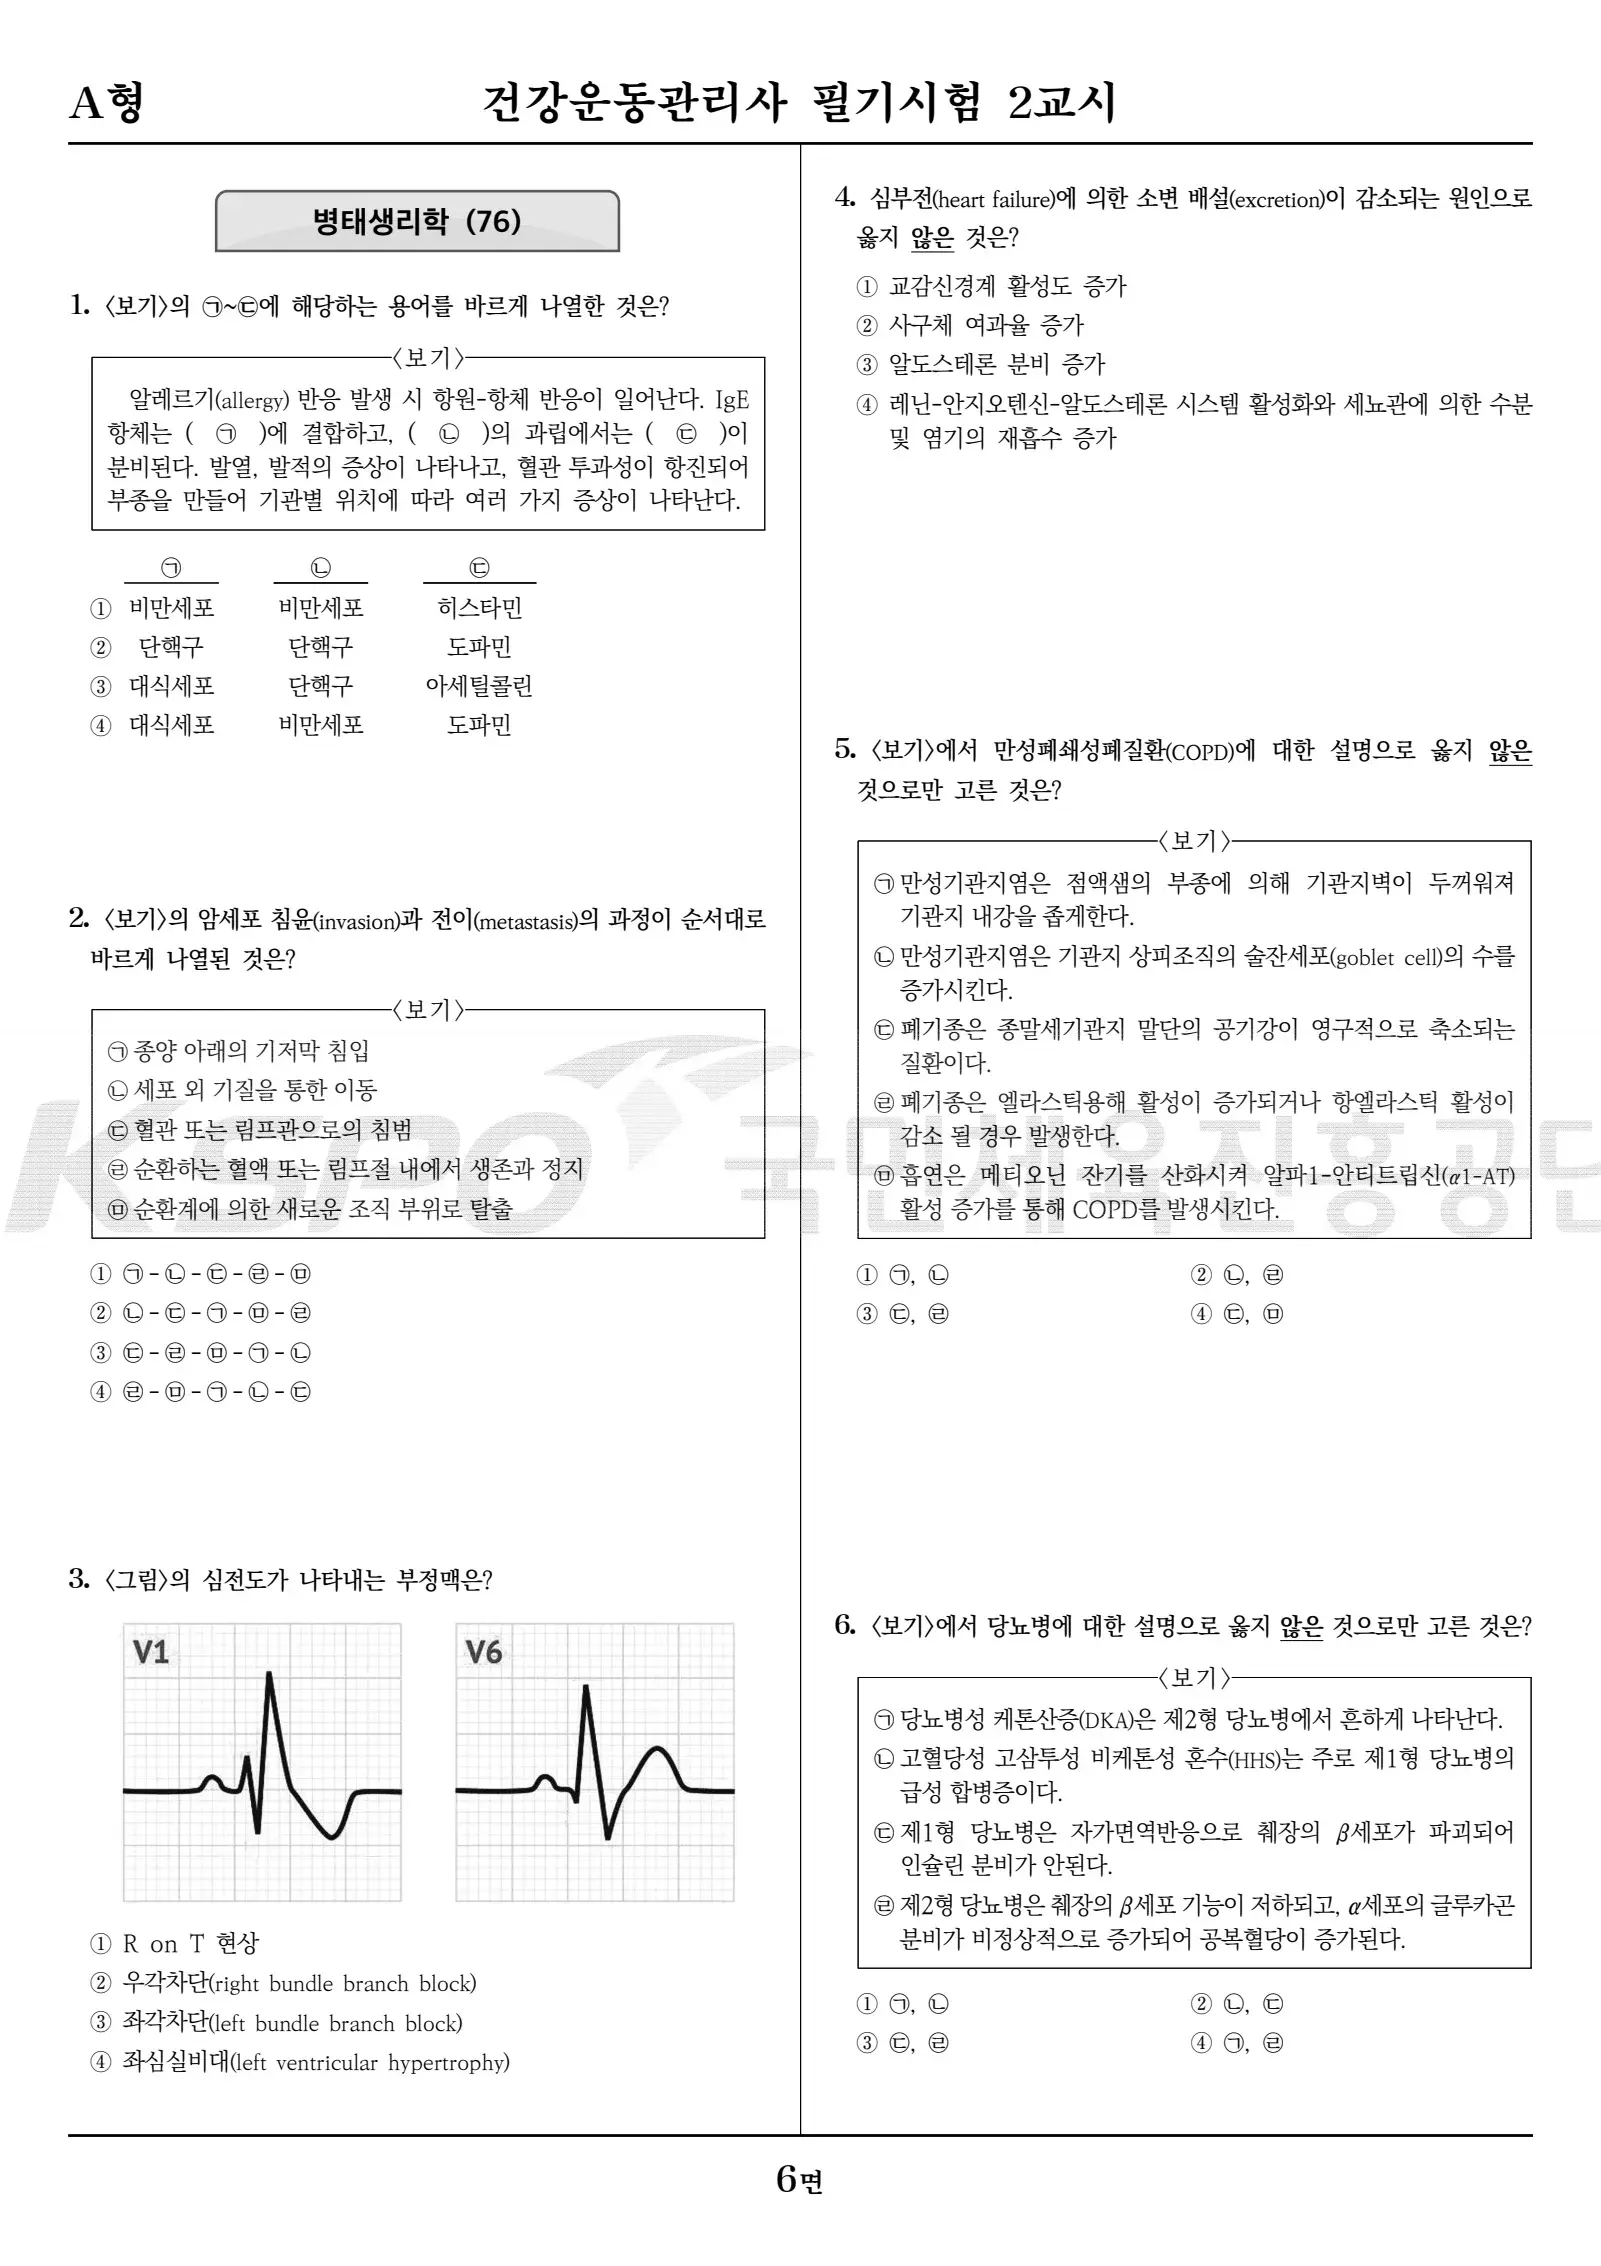 A형
건강운동관리사 필기시험 2교시
병태생리학 (76)
1. 〈보기〉의 ㉠~㉢에 해당하는 용어를 바르게 나열한 것은?
〈보기〉
알레르기(allergy) 반응 발생 시 항원-항체 반응이 일어난다. IgE
항체는 ( ㉠ )에 결합하고, ( ㉡ )의 과립에서는 ( ㉢ )이
분비된다. 발열, 발적의 증상이 나타나고, 혈관 투과성이 항진되어
부종을 만들어 기관별 위치에 따라 여러 가지 증상이 나타난다.
㉠ ㉡ ㉢
① 비만세포 비만세포 히스타민
② 단핵구 단핵구 도파민
③ 대식세포 단핵구 아세틸콜린
④ 대식세포 비만세포 도파민
2. 〈보기〉의 암세포 침윤(invasion)과 전이(metastasis)의 과정이 순서대로
바르게 나열된 것은?
〈보기〉
㉠ 종양 아래의 기저막 침입
㉡ 세포 외 기질을 통한 이동
㉢ 혈관 또는 림프관으로의 침범
㉣ 순환하는 혈액 또는 림프절 내에서 생존과 정지
㉤ 순환계에 의한 새로운 조직 부위로 탈출
① ㉠-㉡-㉢-㉣-㉤
② ㉡-㉢-㉠-㉤-㉣
③ ㉢-㉣-㉤-㉠-㉡
④ ㉣-㉤-㉠-㉡-㉢
3. 〈그림〉의 심전도가 나타내는 부정맥은?
V1 V6
① R on T 현상
② 우각차단(right bundle branch block)
③ 좌각차단(left bundle branch block)
④ 좌심실비대(left ventricular hypertrophy)
4. 심부전(heart failure)에 의한 소변 배설(excretion)이 감소되는 원인으로
옳지 않은 것은?
① 교감신경계 활성도 증가
② 사구체 여과율 증가
③ 알도스테론 분비 증가
④ 레닌-안지오텐신-알도스테론 시스템 활성화와 세뇨관에 의한 수분
및 염기의 재흡수 증가
5. 〈보기〉에서 만성폐쇄성폐질환(COPD)에 대한 설명으로 옳지 않은
것으로만 고른 것은?
〈보기〉
㉠ 만성기관지염은 점액샘의 부종에 의해 기관지벽이 두꺼워져
기관지 내강을 좁게한다.
㉡ 만성기관지염은 기관지 상피조직의 술잔세포(goblet cell)의 수를
증가시킨다.
㉢ 폐기종은 종말세기관지 말단의 공기강이 영구적으로 축소되는
질환이다.
㉣ 폐기종은 엘라스틱용해 활성이 증가되거나 항엘라스틱 활성이
감소 될 경우 발생한다.
㉤ 흡연은 메티오닌 잔기를 산화시켜 알파1-안티트립신(α1-AT)
활성 증가를 통해 COPD를 발생시킨다.
① ㉠, ㉡ ② ㉡, ㉣
③ ㉢, ㉣ ④ ㉢, ㉤
6. 〈보기〉에서 당뇨병에 대한 설명으로 옳지 않은 것으로만 고른 것은?
〈보기〉
㉠ 당뇨병성 케톤산증(DKA)은 제2형 당뇨병에서 흔하게 나타난다.
㉡ 고혈당성 고삼투성 비케톤성 혼수(HHS)는 주로 제1형 당뇨병의
급성 합병증이다.
㉢ 제1형 당뇨병은 자가면역반응으로 췌장의 β세포가 파괴되어
인슐린 분비가 안된다.
㉣ 제2형 당뇨병은 췌장의 β세포 기능이 저하되고, α세포의 글루카곤
분비가 비정상적으로 증가되어 공복혈당이 증가된다.
① ㉠, ㉡ ② ㉡, ㉢
③ ㉢, ㉣ ④ ㉠, ㉣
KSPO 국민체육진흥공단
6면